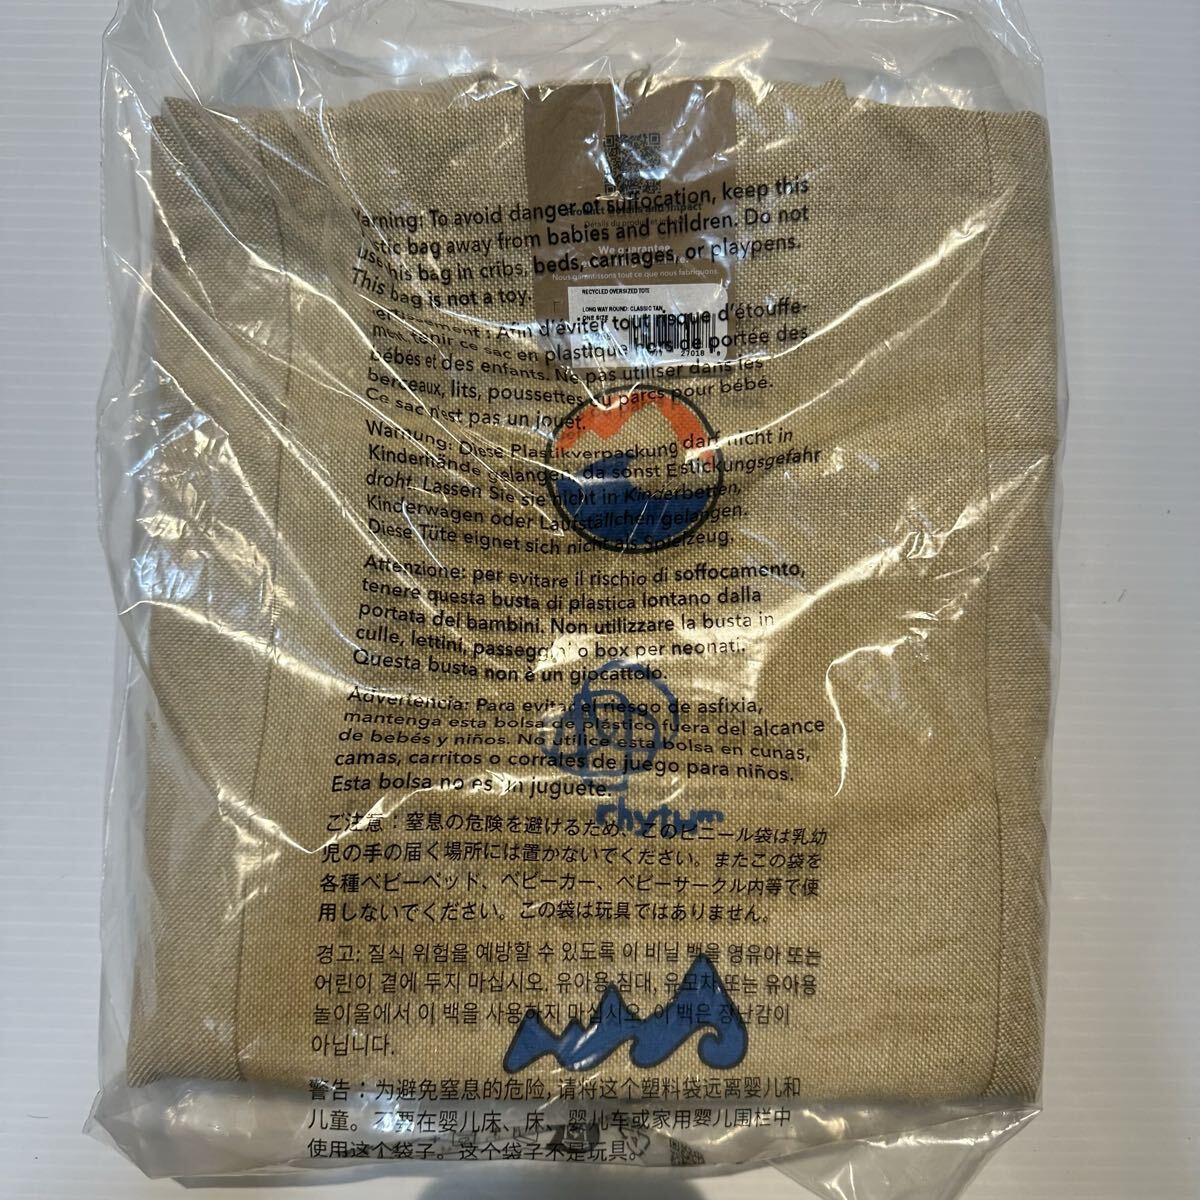 Product details and impact
Détails du produit et impact
We guarantee
Nous garantissons tout ce que nous fabriquons.
RECYCLED OVERSIZED TOTE
LONG WAY ROUND: CLASSIC TAN
ONE SIZE
27018 8
Warning: To avoid danger of suffocation, keep this
plastic bag away from babies and children. Do not
use this bag in cribs, beds, carriages, or playpens.
This bag is not a toy.
Avertissement : Afin d'éviter tout risque d'étouffe-
ment, tenir ce sac en plastique hors de portée des
bébés et des enfants. Ne pas utiliser dans les
berceaux, lits, poussettes ou parcs pour bébé.
Ce sac n'est pas un jouet.
Warnung: Diese Plastikverpackung darf nicht in
Kinderhände gelangen, da sonst Estickungsgefahr
droht. Lassen Sie sie nicht in Kinderbetten,
Kinderwagen oder Laufställchen gelangen.
Diese Tüte eignet sich nicht als Spielzeug.
Attenzione: per evitare il rischio di soffocamento,
tenere questa busta di plastica lontano dalla
portata dei bambini. Non utilizzare la busta in
culle, lettini, passeggini o box per neonati.
Questa busta non è un giocattolo.
Advertencia: Para evitar el riesgo de asfixia,
mantenga esta bolsa de plástico fuera del alcance
de bebés y niños. No utilice esta bolsa en cunas,
camas, carritos o corrales de juego para niños.
Esta bolsa no es un juguete.
rhythm
ご注意：窒息の危険を避けるため、このビニール袋は乳幼
児の手の届く場所には置かないでください。またこの袋を
各種ベビーベッド、ベビーカー、ベビーサークル内等で使
用しないでください。この袋は玩具ではありません。
경고: 질식 위험을 예방할 수 있도록 이 비닐 백을 영유아 또는
어린이 곁에 두지 마십시오. 유아용 침대, 유모차 또는 유아용
놀이울에서 이 백을 사용하지 마십시오. 이 백은 장난감이
아닙니다.
警告：为避免窒息的危险，请将这个塑料袋远离婴儿和
儿童。不要在婴儿床、床、婴儿车或家用婴儿围栏中
使用这个袋子。这个袋子不是玩具。